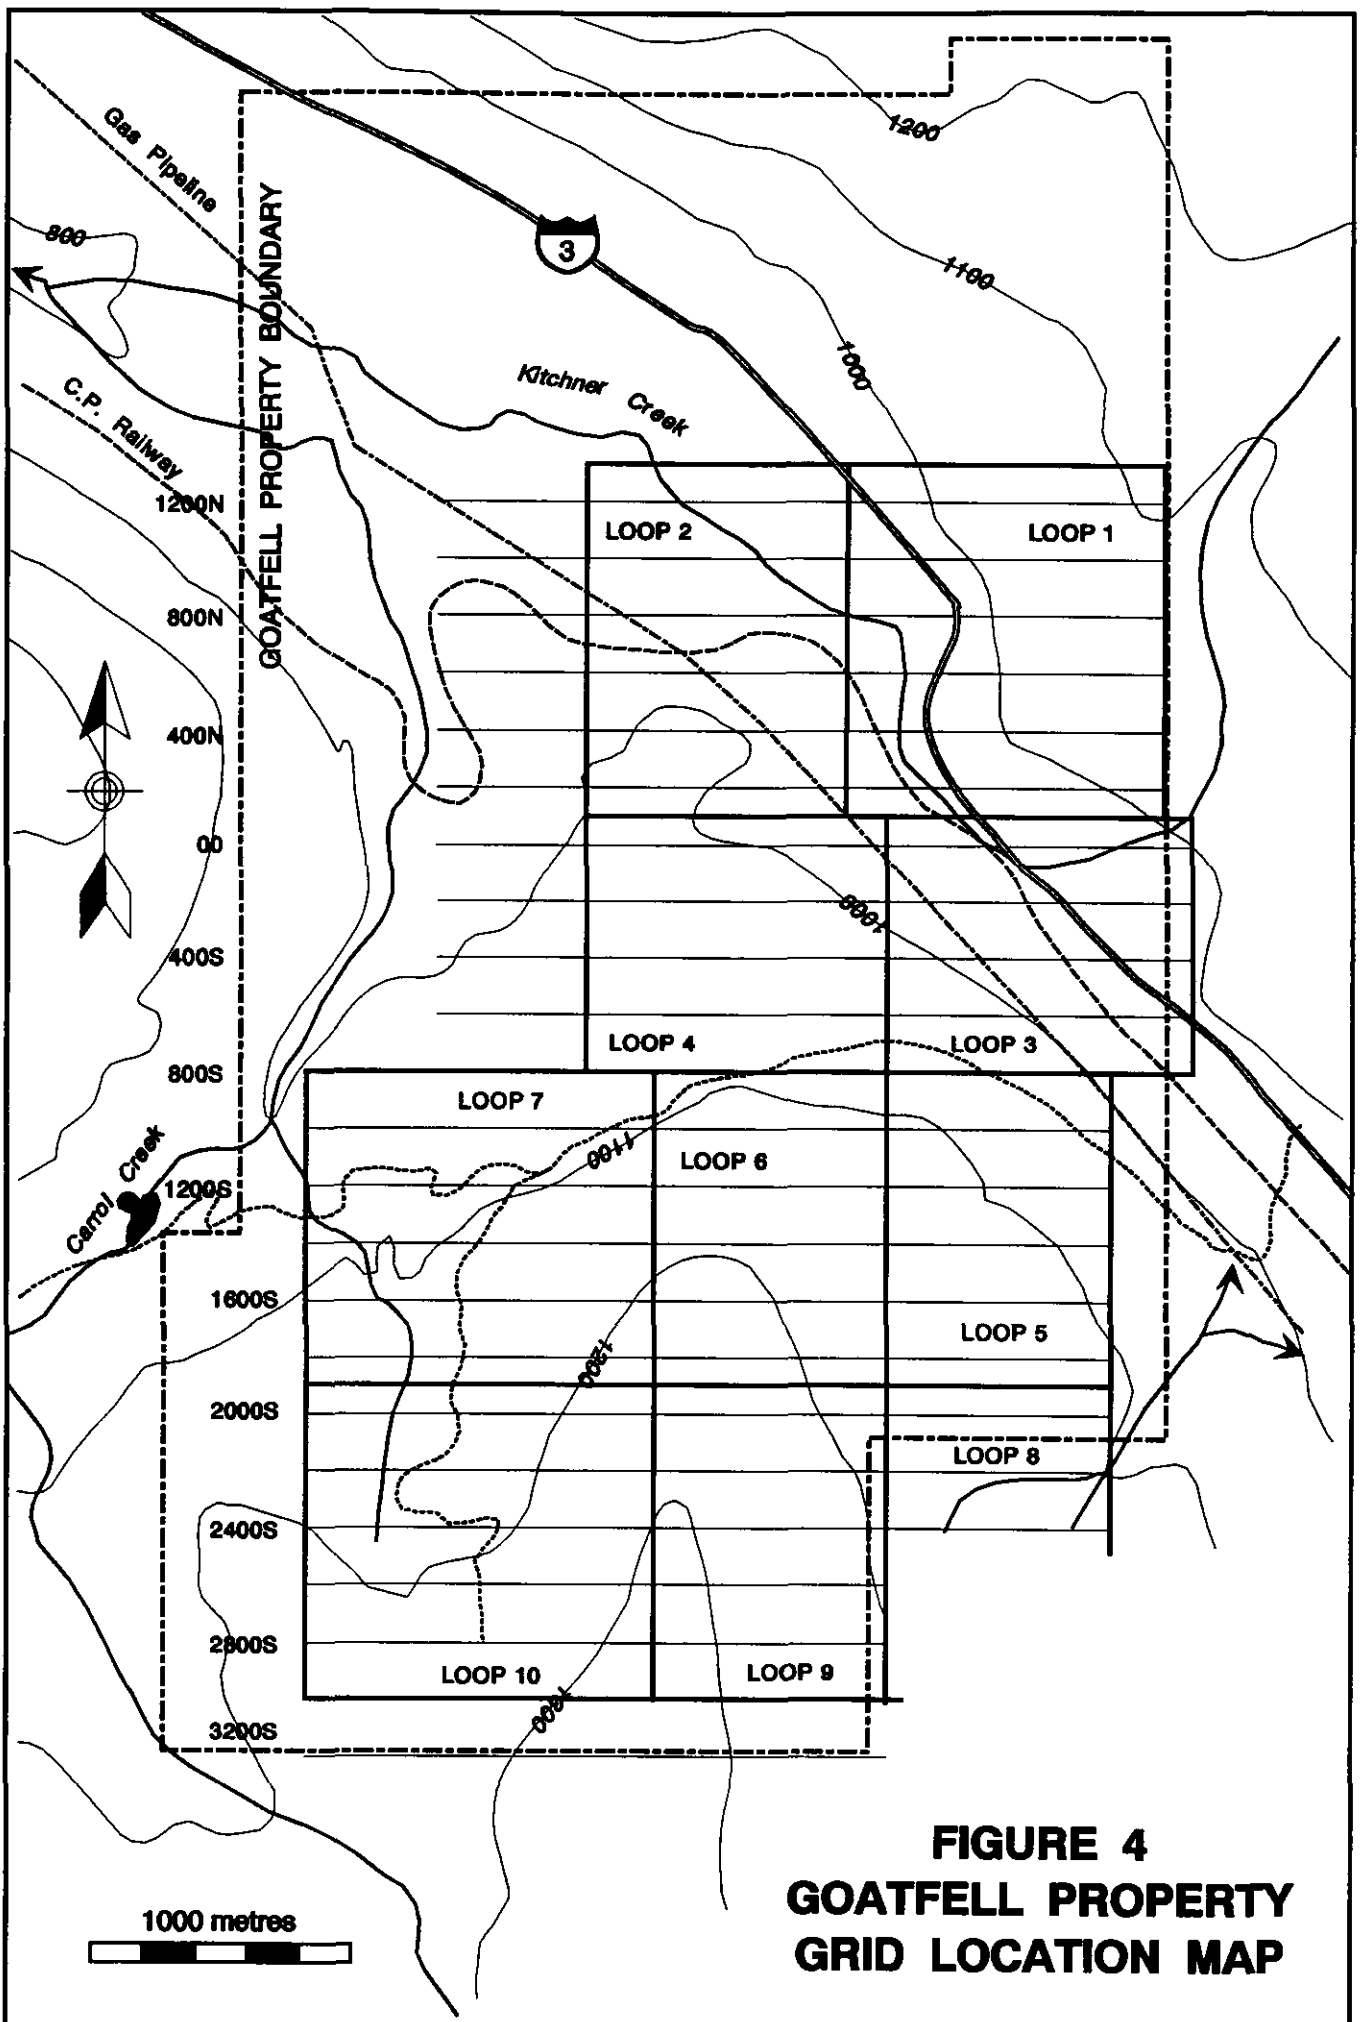 1200
Gas Pipeline
800
GOATFELL PROPERTY BOUNDARY
3
1100
1000
Kitchner Creek
C.P. Railway
1200N
LOOP 2
LOOP 1
800N
400N
00
1000
400S
LOOP 4
LOOP 3
800S
LOOP 7
1100
LOOP 6
Carrol Creek
1200S
1600S
1200
LOOP 5
2000S
LOOP 8
2400S
2800S
LOOP 10
LOOP 9
3200S
FIGURE 4
GOATFELL PROPERTY
GRID LOCATION MAP
1000 metres